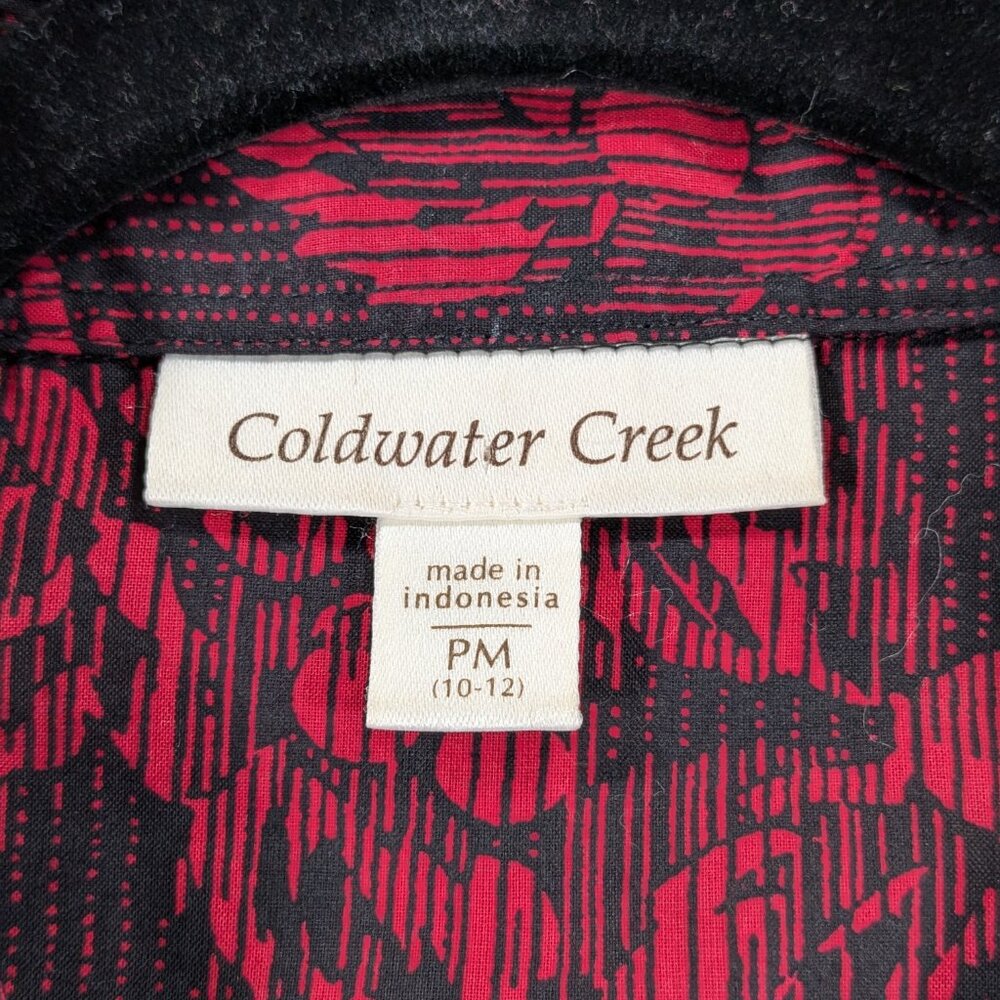 Coldwater Creek
made in
indonesia
PM
(10-12)